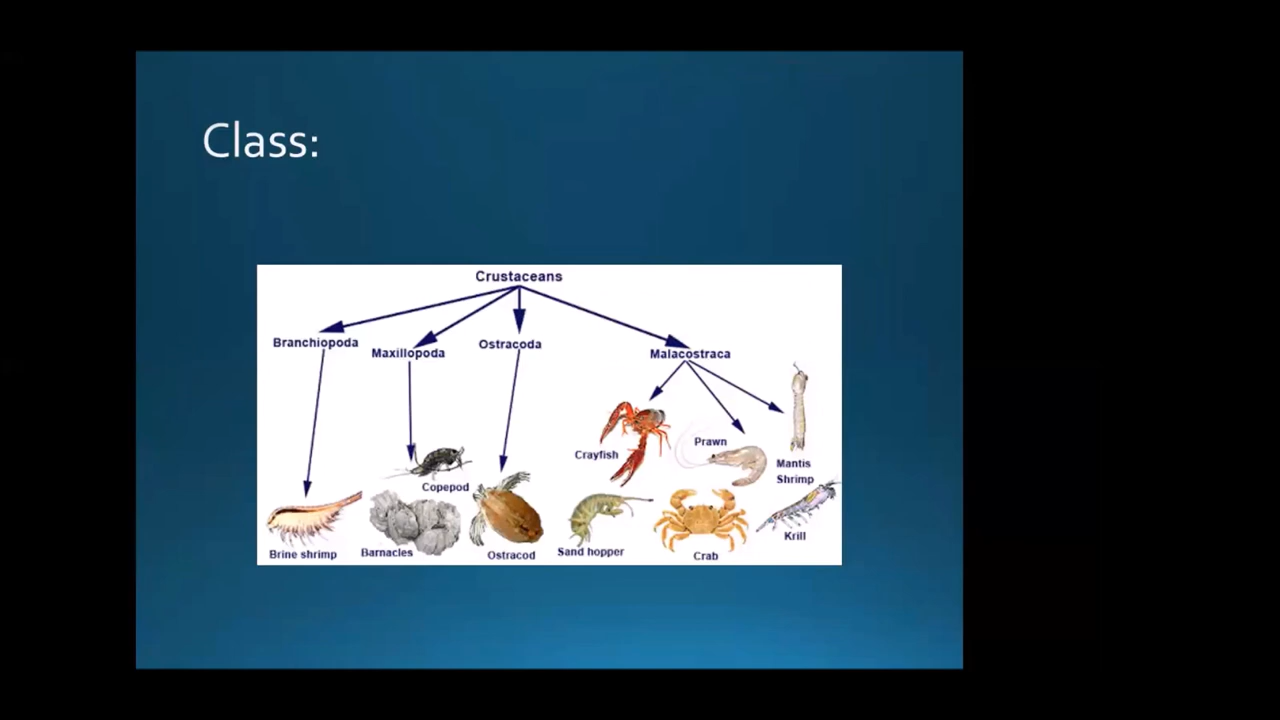 Class:
Crustaceans
Branchiopoda
Maxillopoda
Ostracoda
Malacostraca
Copepod
Crayfish
Prawn
Mantis
Shrimp
Brine shrimp
Barnacles
Ostracod
Sand hopper
Crab
Krill